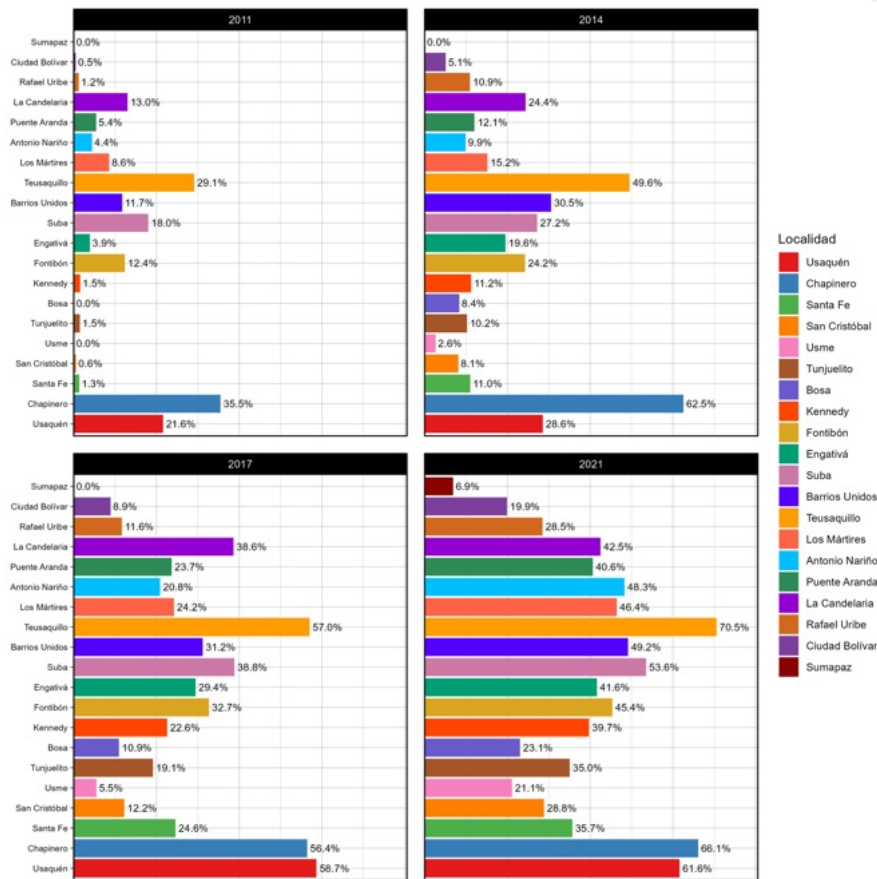 2011
2014
Sumapaz 0.0% 0.0%
Ciudad Bolívar 0.5% 5.1%
Rafael Uribe 1.2% 10.9%
La Candelaria 13.0% 24.4%
Puente Aranda 5.4% 12.1%
Antonio Nariño 4.4% 9.9%
Los Mártires 8.6% 15.2%
Teusaquillo 29.1% 49.6%
Barrios Unidos 11.7% 30.5%
Suba 18.0% 27.2%
Engativá 3.9% 19.6%
Fontibón 12.4% 24.2%
Kennedy 1.5% 11.2%
Bosa 0.0% 8.4%
Tunjuelito 1.5% 10.2%
Usme 0.0% 2.6%
San Cristóbal 0.6% 8.1%
Santa Fe 1.3% 11.0%
Chapinero 35.5% 62.5%
Usaquén 21.6% 28.6%
2017
2021
Sumapaz 0.0% 6.9%
Ciudad Bolívar 8.9% 19.9%
Rafael Uribe 11.6% 28.5%
La Candelaria 38.6% 42.5%
Puente Aranda 23.7% 40.6%
Antonio Nariño 20.8% 48.3%
Los Mártires 24.2% 46.4%
Teusaquillo 57.0% 70.5%
Barrios Unidos 31.2% 49.2%
Suba 38.8% 53.6%
Engativá 29.4% 41.6%
Fontibón 32.7% 45.4%
Kennedy 22.6% 39.7%
Bosa 10.9% 23.1%
Tunjuelito 19.1% 35.0%
Usme 5.5% 21.1%
San Cristóbal 12.2% 28.8%
Santa Fe 24.6% 35.7%
Chapinero 56.4% 66.1%
Usaquén 58.7% 61.6%
Localidad
Usaquén
Chapinero
Santa Fe
San Cristóbal
Usme
Tunjuelito
Bosa
Kennedy
Fontibón
Engativá
Suba
Barrios Unidos
Teusaquillo
Los Mártires
Antonio Nariño
Puente Aranda
La Candelaria
Rafael Uribe
Ciudad Bolívar
Sumapaz